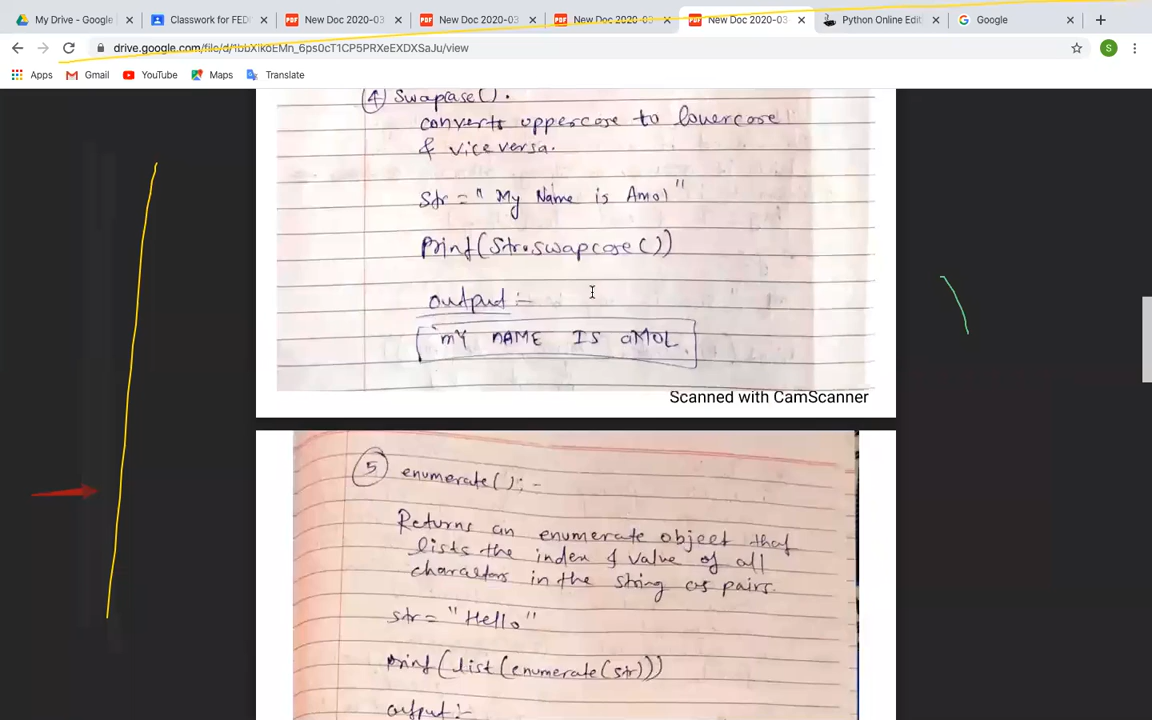 My Drive - Google
Classwork for FED
New Doc 2020-03
New Doc 2020-03
New Doc 2020-03
New Doc 2020-03
Python Online Edit
Google
drive.google.com/file/d/1bbXlkoEMn_6ps0cT1CP5PRXeEXDXSaJu/view
S
Apps
Gmail
YouTube
Maps
Translate
4 Swapcase().
converts uppercase to lowercase
& viceversa.
Str = "My Name is Amol"
Print(Str.swapcase())
output :-
mY nAME IS aMOL
Scanned with CamScanner
5 enumerate();-
Returns an enumerate object that
lists the index & value of all
characters in the string as pairs.
str= "Hello"
print(list(enumerate(str)))
output :-